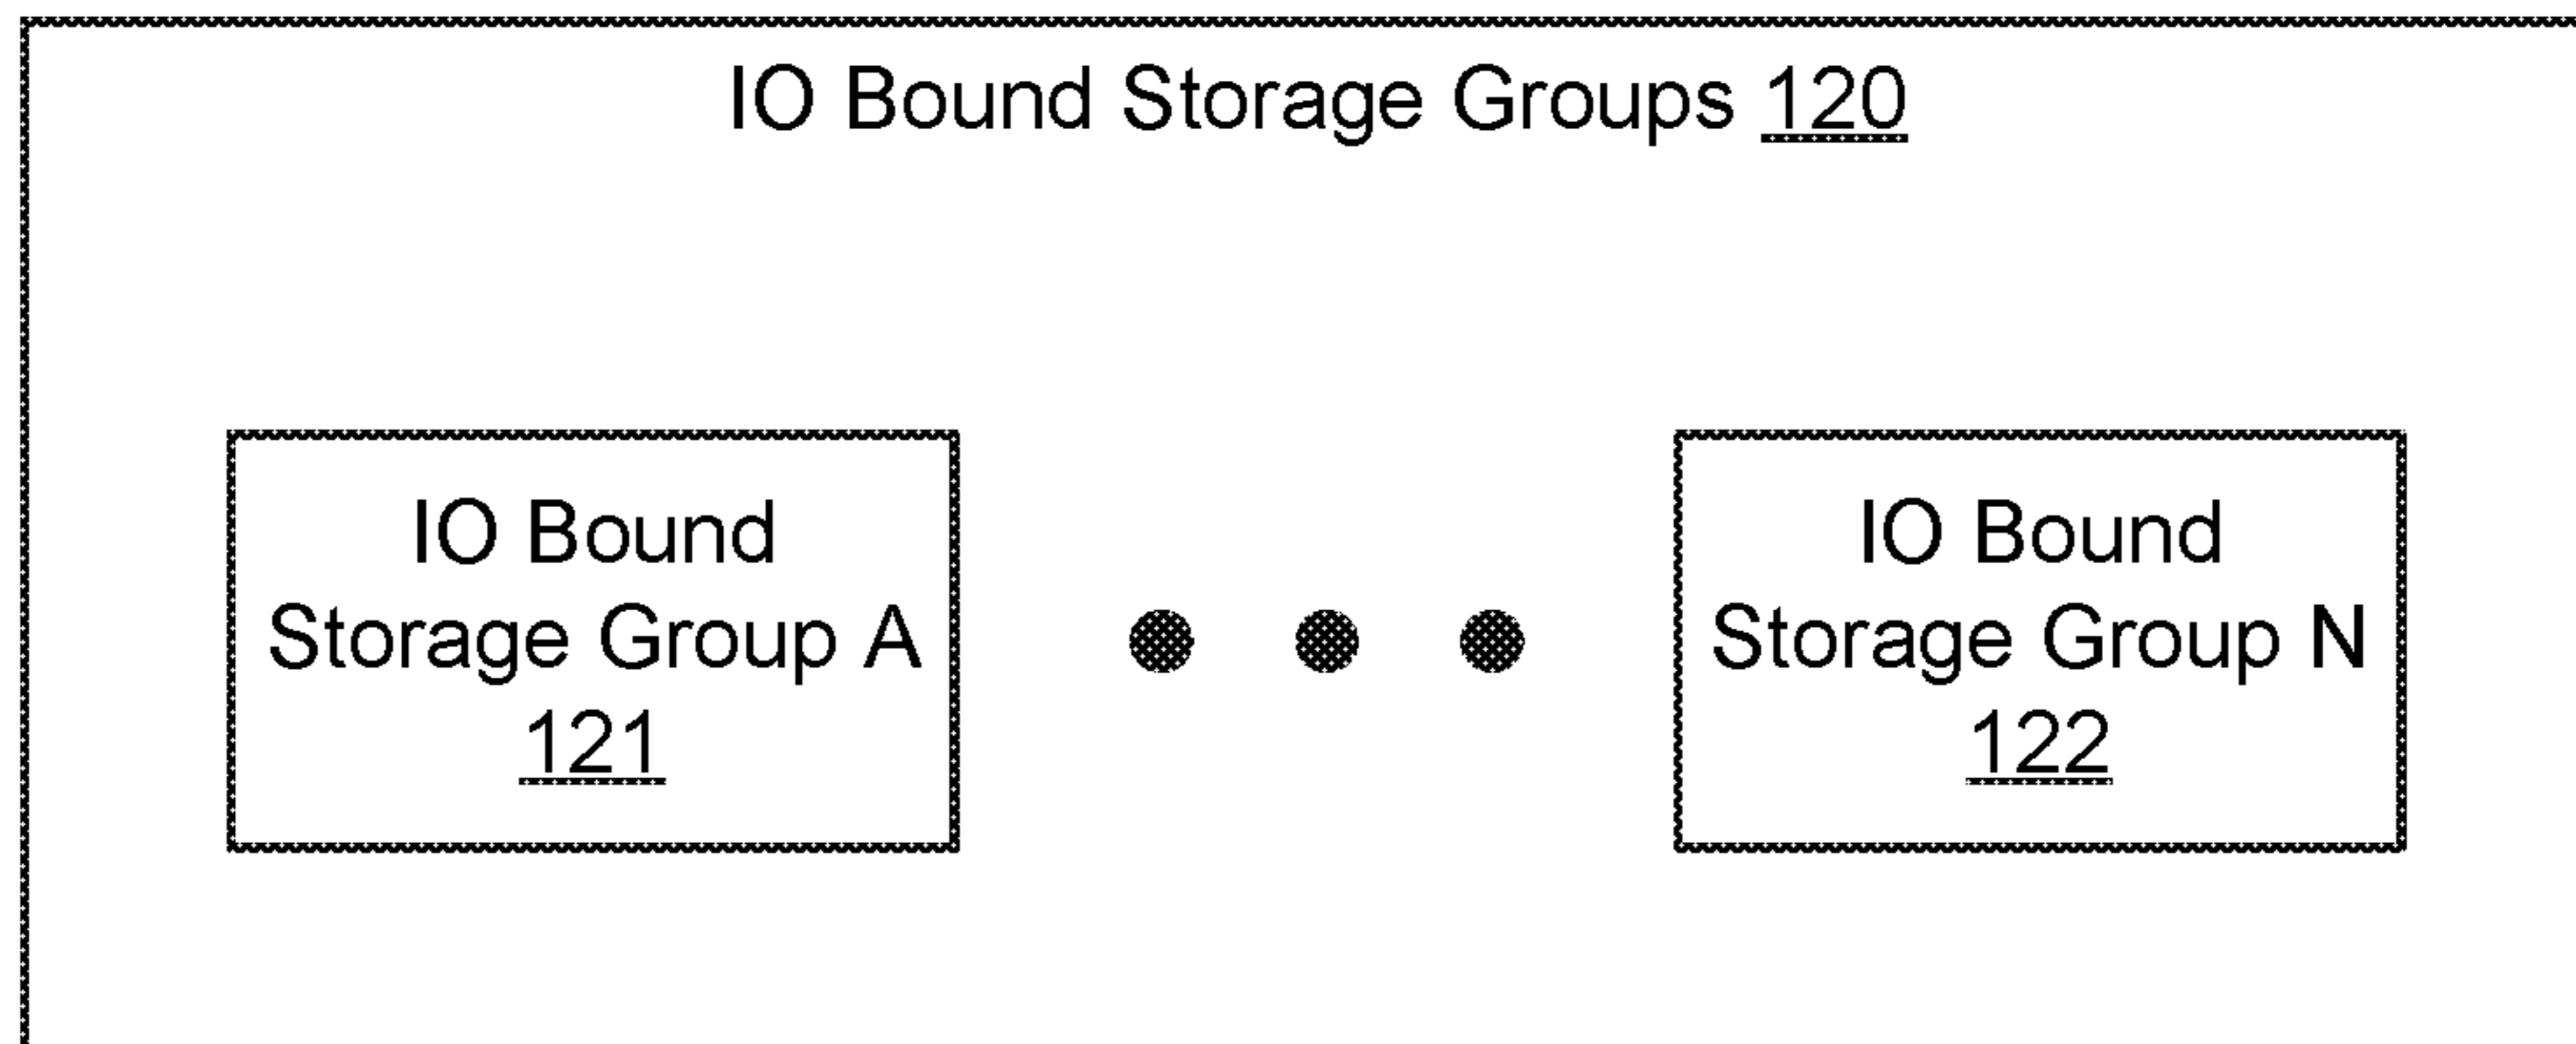 IO Bound Storage Groups 120
IO Bound
Storage Group A
121
IO Bound
Storage Group N
122